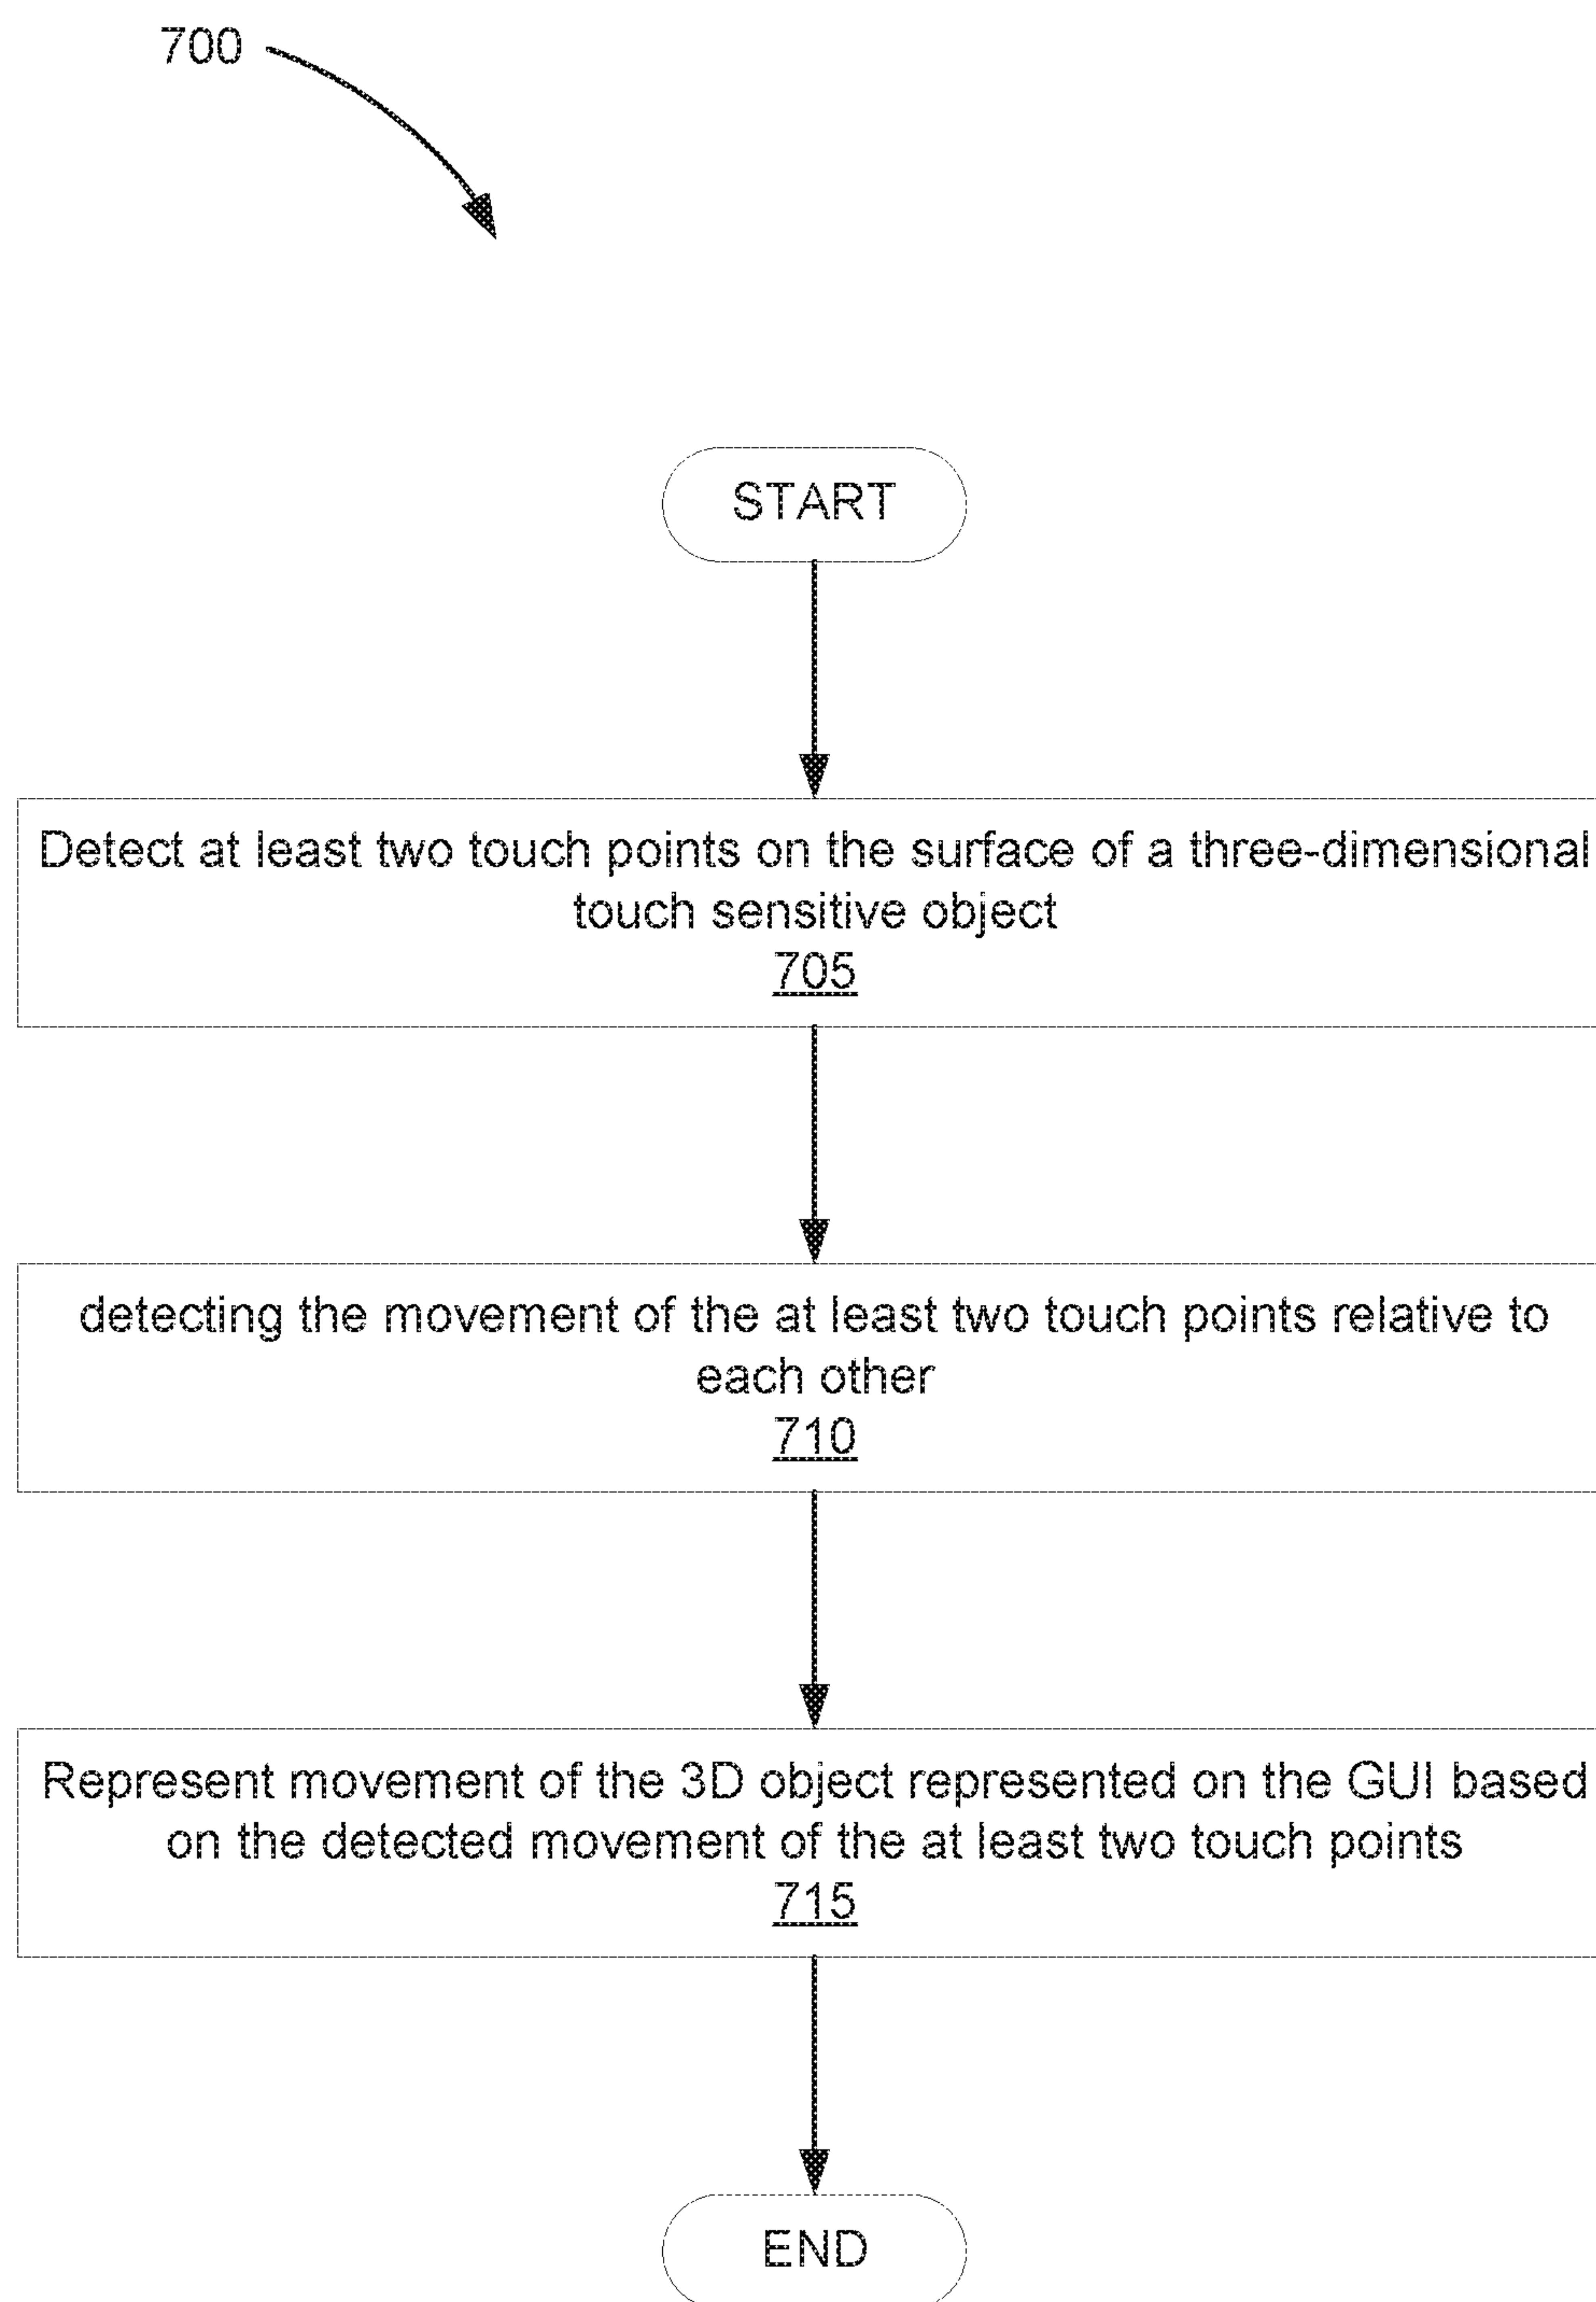 700
START
Detect at least two touch points on the surface of a three-dimensional
touch sensitive object
705
detecting the movement of the at least two touch points relative to
each other
710
Represent movement of the 3D object represented on the GUI based
on the detected movement of the at least two touch points
715
END